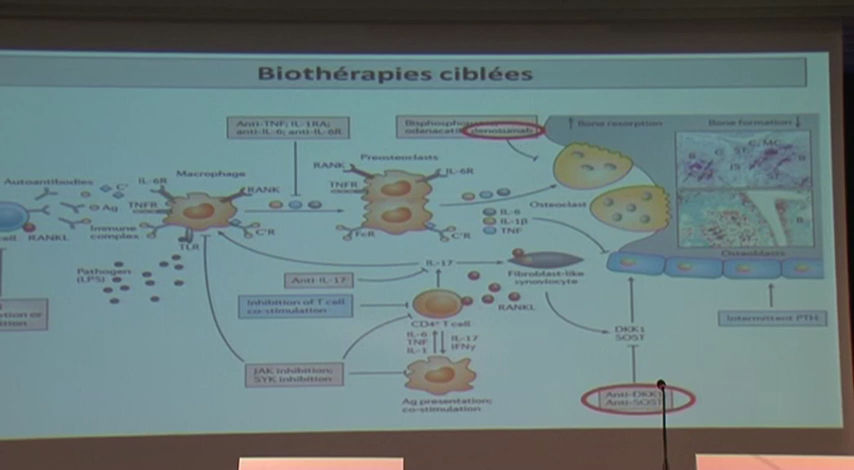 Biothérapies ciblées
Anti-TNF; IL-1RA;
anti-IL-6; anti-IL-6R
denosumab
Bone resorption
Bone formation
Macrophage
Preosteoclasts
Autoantibodies
IL-6R
RANK
RANK
IL-6R
TNFR
TNFR
C'
Ag
RANKL
Immune
complex
C'R
FcR
C'R
TLR
IL-6
IL-1β
TNF
Osteoclast
Osteoblasts
Pathogen
(LPS)
IL-17
Anti-IL-17
Fibroblast-like
synoviocyte
Inhibition of T cell
co-stimulation
RANKL
CD4+ T cell
IL-6
TNF
IL-1
IL-17
IFNγ
DKK1
SOST
Intermittent PTH
JAK inhibition;
SYK inhibition
Ag presentation;
co-stimulation
Anti-DKK1
Anti-SOST